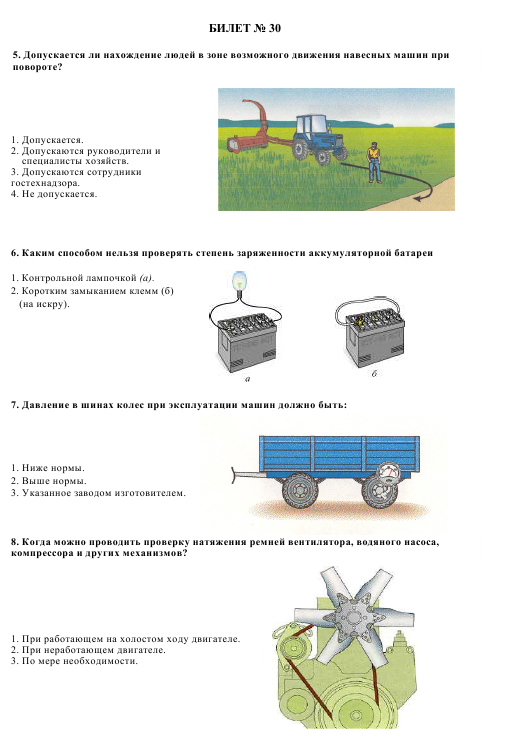 БИЛЕТ № 30
5. Допускается ли нахождение людей в зоне возможного движения навесных машин при
повороте?
1. Допускается.
2. Допускаются руководители и
специалисты хозяйств.
3. Допускаются сотрудники
гостехнадзора.
4. Не допускается.
6. Каким способом нельзя проверять степень заряженности аккумуляторной батареи
1. Контрольной лампочкой (а).
2. Коротким замыканием клемм (б)
(на искру).
а
б
7. Давление в шинах колес при эксплуатации машин должно быть:
1. Ниже нормы.
2. Выше нормы.
3. Указанное заводом изготовителем.
8. Когда можно проводить проверку натяжения ремней вентилятора, водяного насоса,
компрессора и других механизмов?
1. При работающем на холостом ходу двигателе.
2. При неработающем двигателе.
3. По мере необходимости.